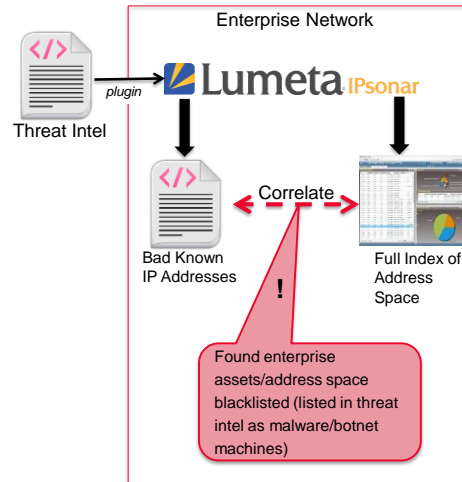 Enterprise Network
</>
plugin
Lumeta IPsonar
Threat Intel
</>
Correlate
Bad Known
IP Addresses
Full Index of
Address
Space
!
Found enterprise
assets/address space
blacklisted (listed in threat
intel as malware/botnet
machines)